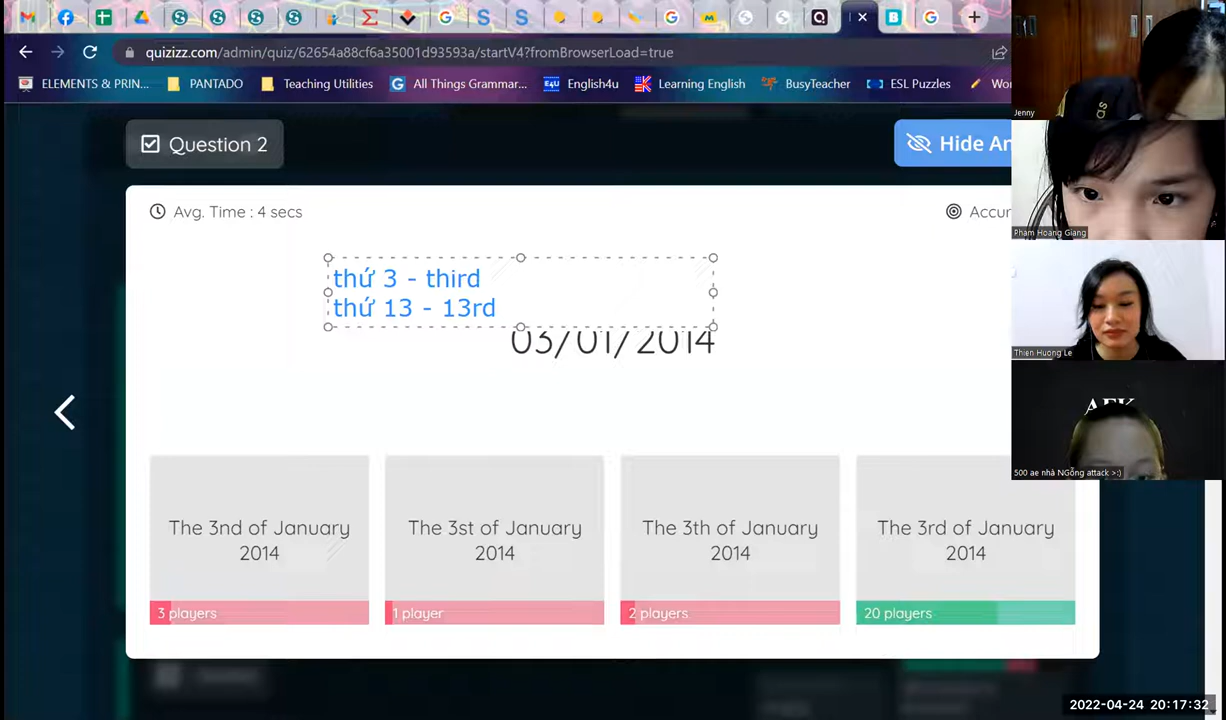 quizizz.com/admin/quiz/62654a88cf6a35001d93593a/startV4?fromBrowserLoad=true
ELEMENTS & PRIN... PANTADO Teaching Utilities All Things Grammar... English4u Learning English BusyTeacher ESL Puzzles
Question 2
Hide
Avg. Time : 4 secs
thứ 3 - third
thứ 13 - 13rd
03/01/2014
The 3nd of January
2014
3 players
The 3st of January
2014
1 player
The 3th of January
2014
2 players
The 3rd of January
2014
20 players
Jenny
Pham Hoang Giang
Thien Huong Le
AFK
500 ae nhà NGỗng attack >:)
2022-04-24 20:17:32